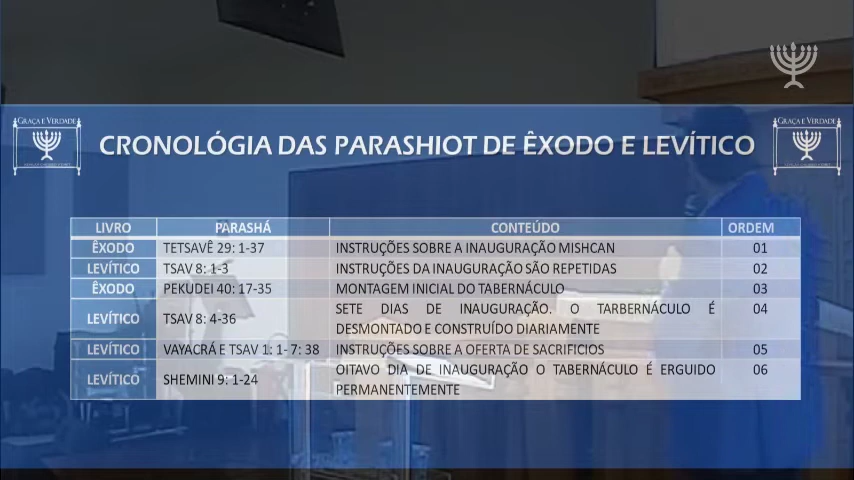 GRAÇA E VERDADE
GRAÇA E VERDADE
CRONOLÓGIA DAS PARASHIOT DE ÊXODO E LEVÍTICO
LIVRO PARASHÁ CONTEÚDO ORDEM
ÊXODO TETSAVÊ 29: 1-37 INSTRUÇÕES SOBRE A INAUGURAÇÃO MISHCAN 01
LEVÍTICO TSAV 8: 1-3 INSTRUÇÕES DA INAUGURAÇÃO SÃO REPETIDAS 02
ÊXODO PEKUDEI 40: 17-35 MONTAGEM INICIAL DO TABERNÁCULO 03
LEVÍTICO TSAV 8: 4-36 SETE DIAS DE INAUGURAÇÃO. O TARBERNÁCULO É 04
DESMONTADO E CONSTRUÍDO DIARIAMENTE
LEVÍTICO VAYACRÁ E TSAV 1: 1- 7: 38 INSTRUÇÕES SOBRE A OFERTA DE SACRIFICIOS 05
LEVÍTICO SHEMINI 9: 1-24 OITAVO DIA DE INAUGURAÇÃO O TABERNÁCULO É ERGUIDO 06
PERMANENTEMENTE